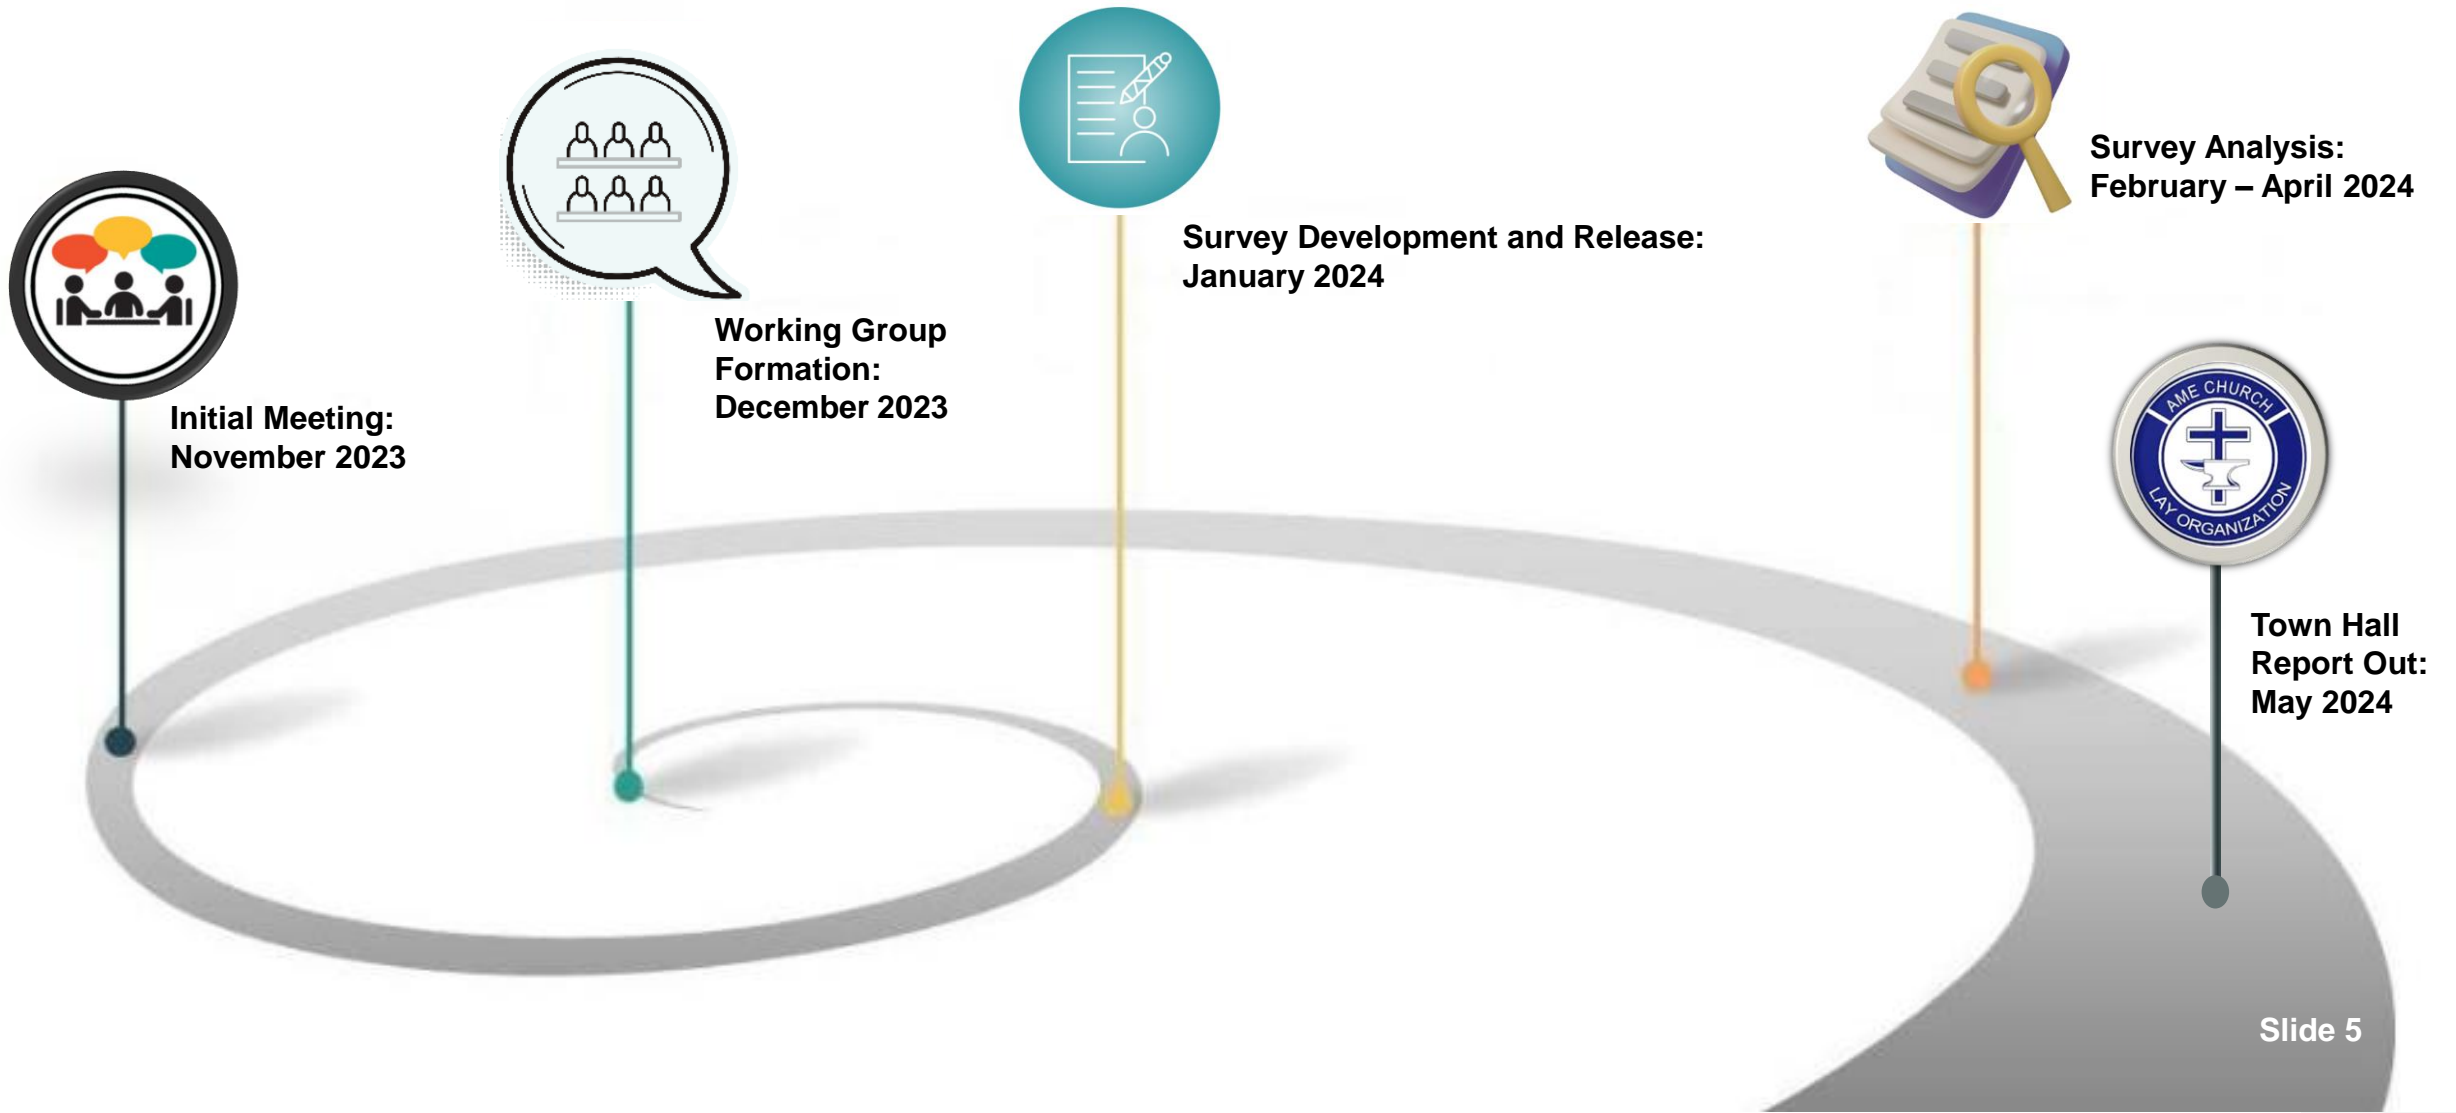 Initial Meeting:
November 2023
Working Group
Formation:
December 2023
Survey Development and Release:
January 2024
Survey Analysis:
February – April 2024
AME CHURCH
LAY ORGANIZATION
Town Hall
Report Out:
May 2024
Slide 5